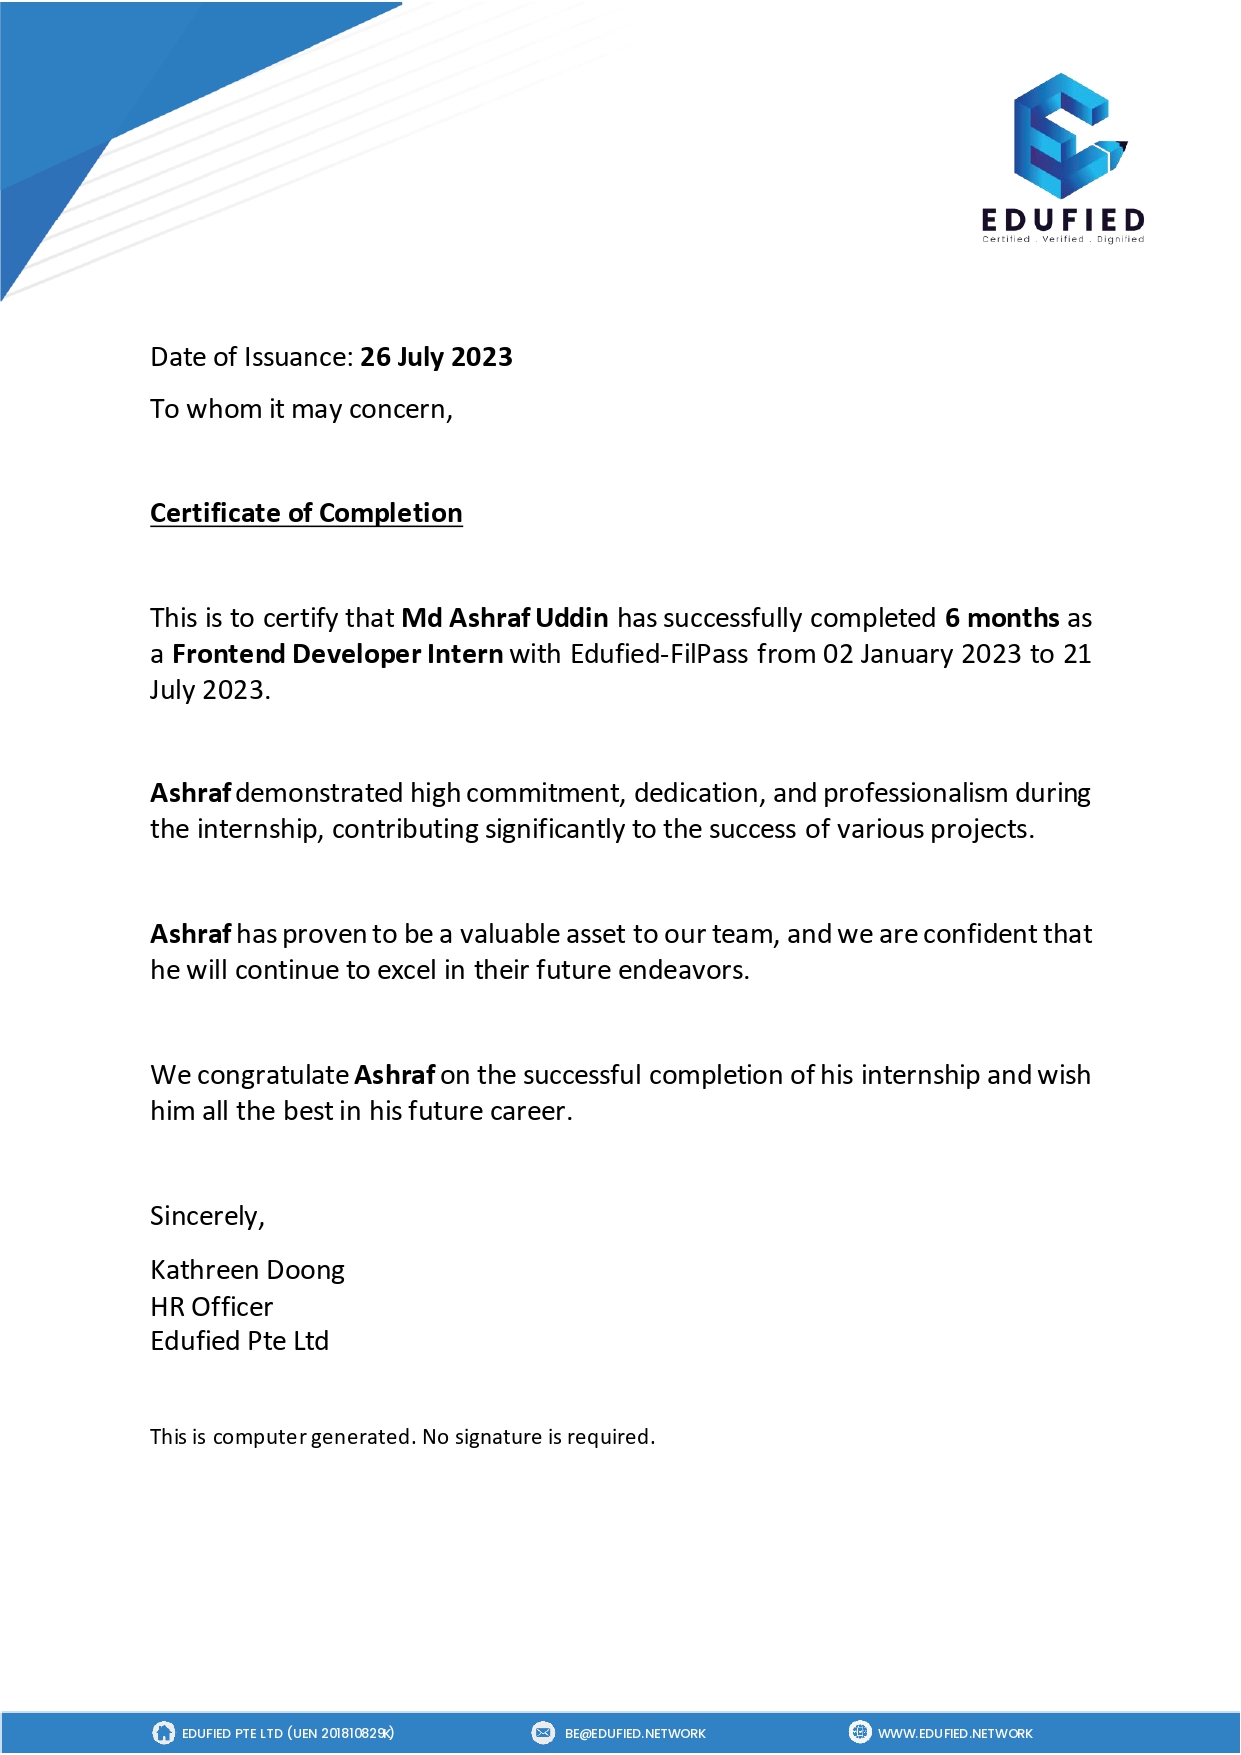 EDUFIED
Certified . Verified . Dignified
Date of Issuance: 26 July 2023
To whom it may concern,
Certificate of Completion
This is to certify that Md Ashraf Uddin has successfully completed 6 months as
a Frontend Developer Intern with Edufied-FilPass from 02 January 2023 to 21
July 2023.
Ashraf demonstrated high commitment, dedication, and professionalism during
the internship, contributing significantly to the success of various projects.
Ashraf has proven to be a valuable asset to our team, and we are confident that
he will continue to excel in their future endeavors.
We congratulate Ashraf on the successful completion of his internship and wish
him all the best in his future career.
Sincerely,
Kathreen Doong
HR Officer
Edufied Pte Ltd
This is computer generated. No signature is required.
EDUFIED PTE LTD (UEN 201810829K)
BE@EDUFIED.NETWORK
WWW.EDUFIED.NETWORK